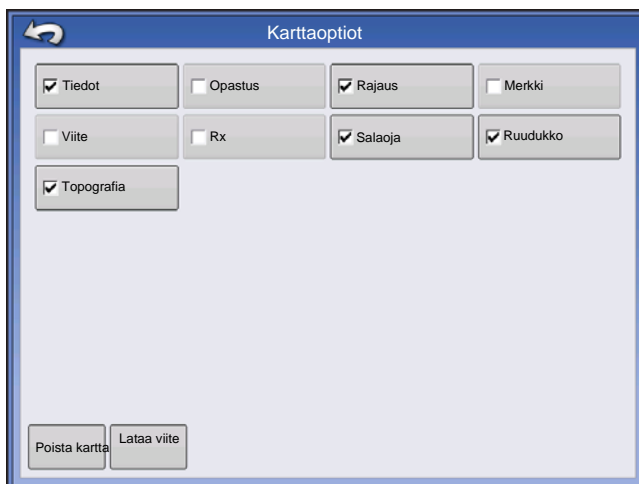 Karttaoptiot
Tiedot
Opastus
Rajaus
Merkki
Viite
Rx
Salaoja
Ruudukko
Topografia
Poista kartta
Lataa viite